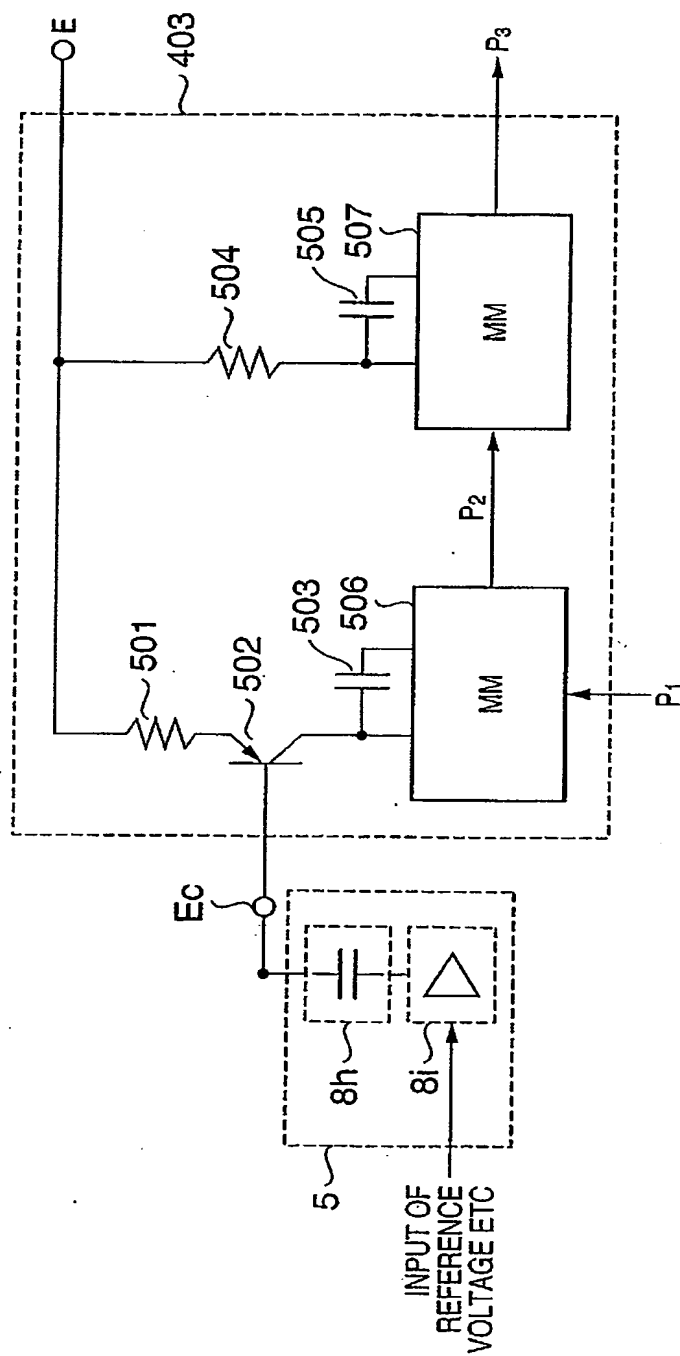 E
403
504
505
507
MM
P3
P2
501
502
503
506
MM
P1
Ec
8h
8i
5
INPUT OF
REFERENCE
VOLTAGE ETC